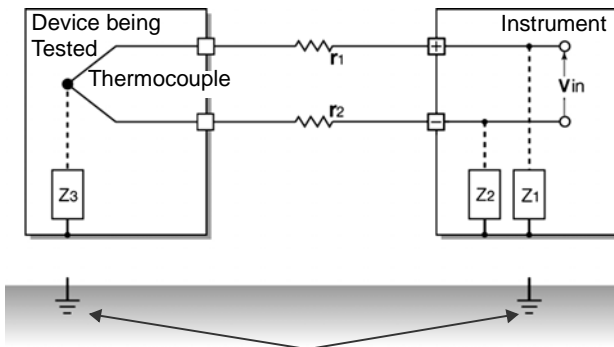 Device being
Tested
Thermocouple
Instrument
r1
r2
+
−
Vin
Z3
Z2
Z1